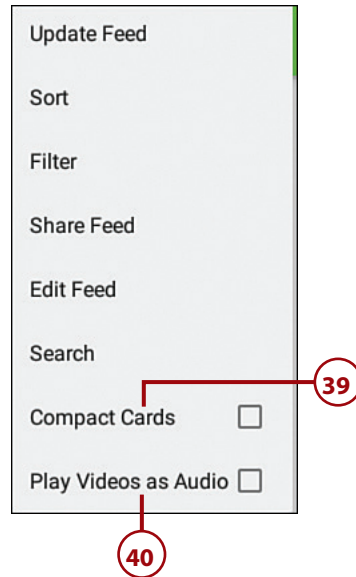 Update Feed
Sort
Filter
Share Feed
Edit Feed
Search
39
Compact Cards
Play Videos as Audio
40